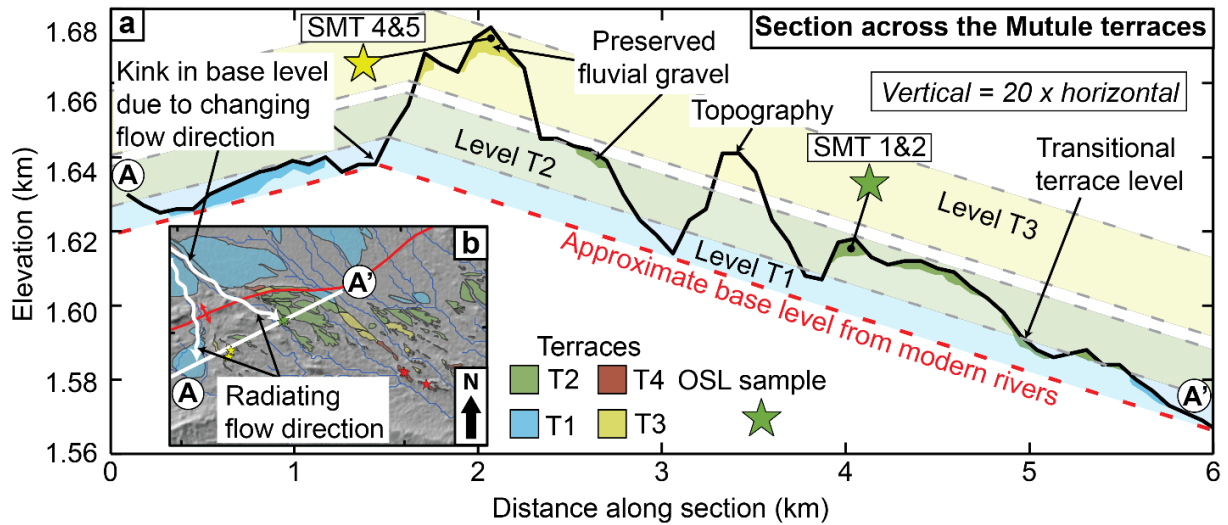 a
SMT 4&5
Section across the Mutule terraces
Preserved
fluvial gravel
Kink in base level
due to changing
flow direction
Vertical = 20 x horizontal
Topography
SMT 1&2
Transitional
terrace level
A
Level T2
Level T3
Level T1
Approximate base level from modern rivers
b
A'
A
N
Radiating
flow direction
Terraces
T2
T4
OSL sample
T1
T3
A'
Elevation (km)
1.68
1.66
1.64
1.62
1.60
1.58
1.56
0
1
2
3
4
5
6
Distance along section (km)